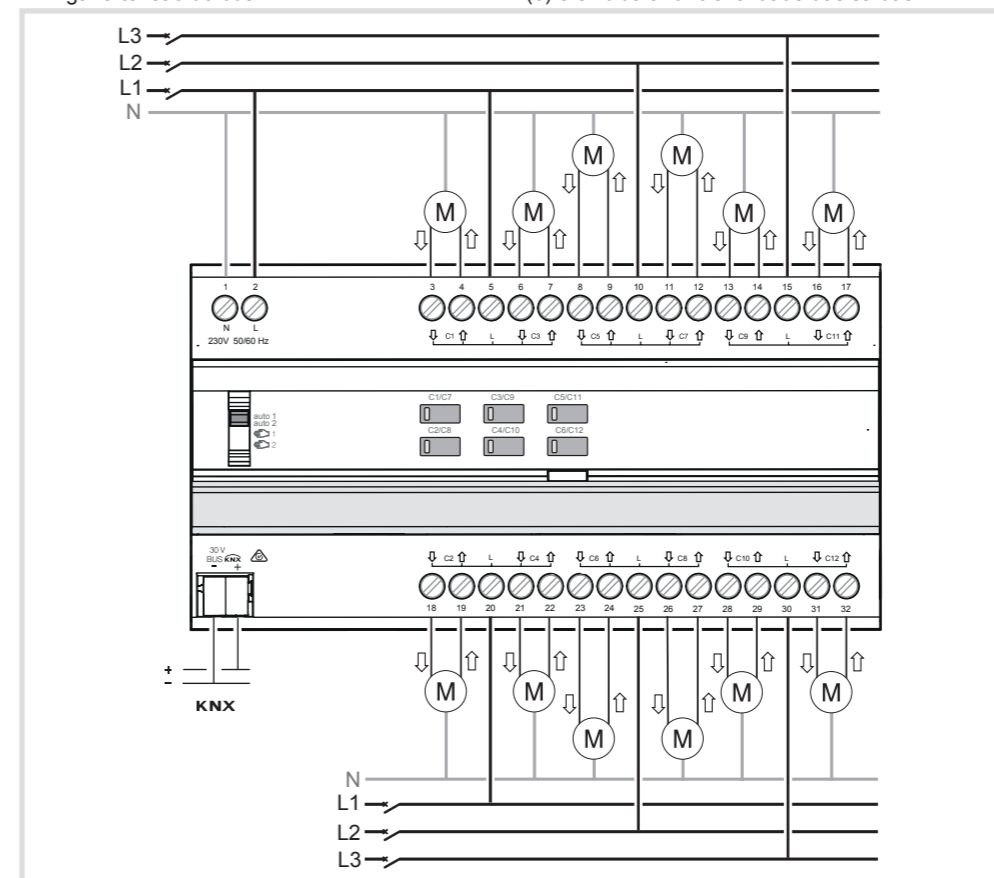 L3
L2
L1
N
M M
M M M M
1 2 3 4 5 6 7 8 9 10 11 12 13 14 15 16 17
N L
230V 50/60 Hz
C1 L C3 C5 L C7 C9 L C11
C1/C7 C3/C9 C5/C11
auto 1
auto 2
1
2
C2/C8 C4/C10 C6/C12
30 V
BUS KNX
- +
C2 L C4 C6 L C8 C10 L C12
18 19 20 21 22 23 24 25 26 27 28 29 30 31 32
+
-
KNX
M M M M
M M
N
L1
L2
L3